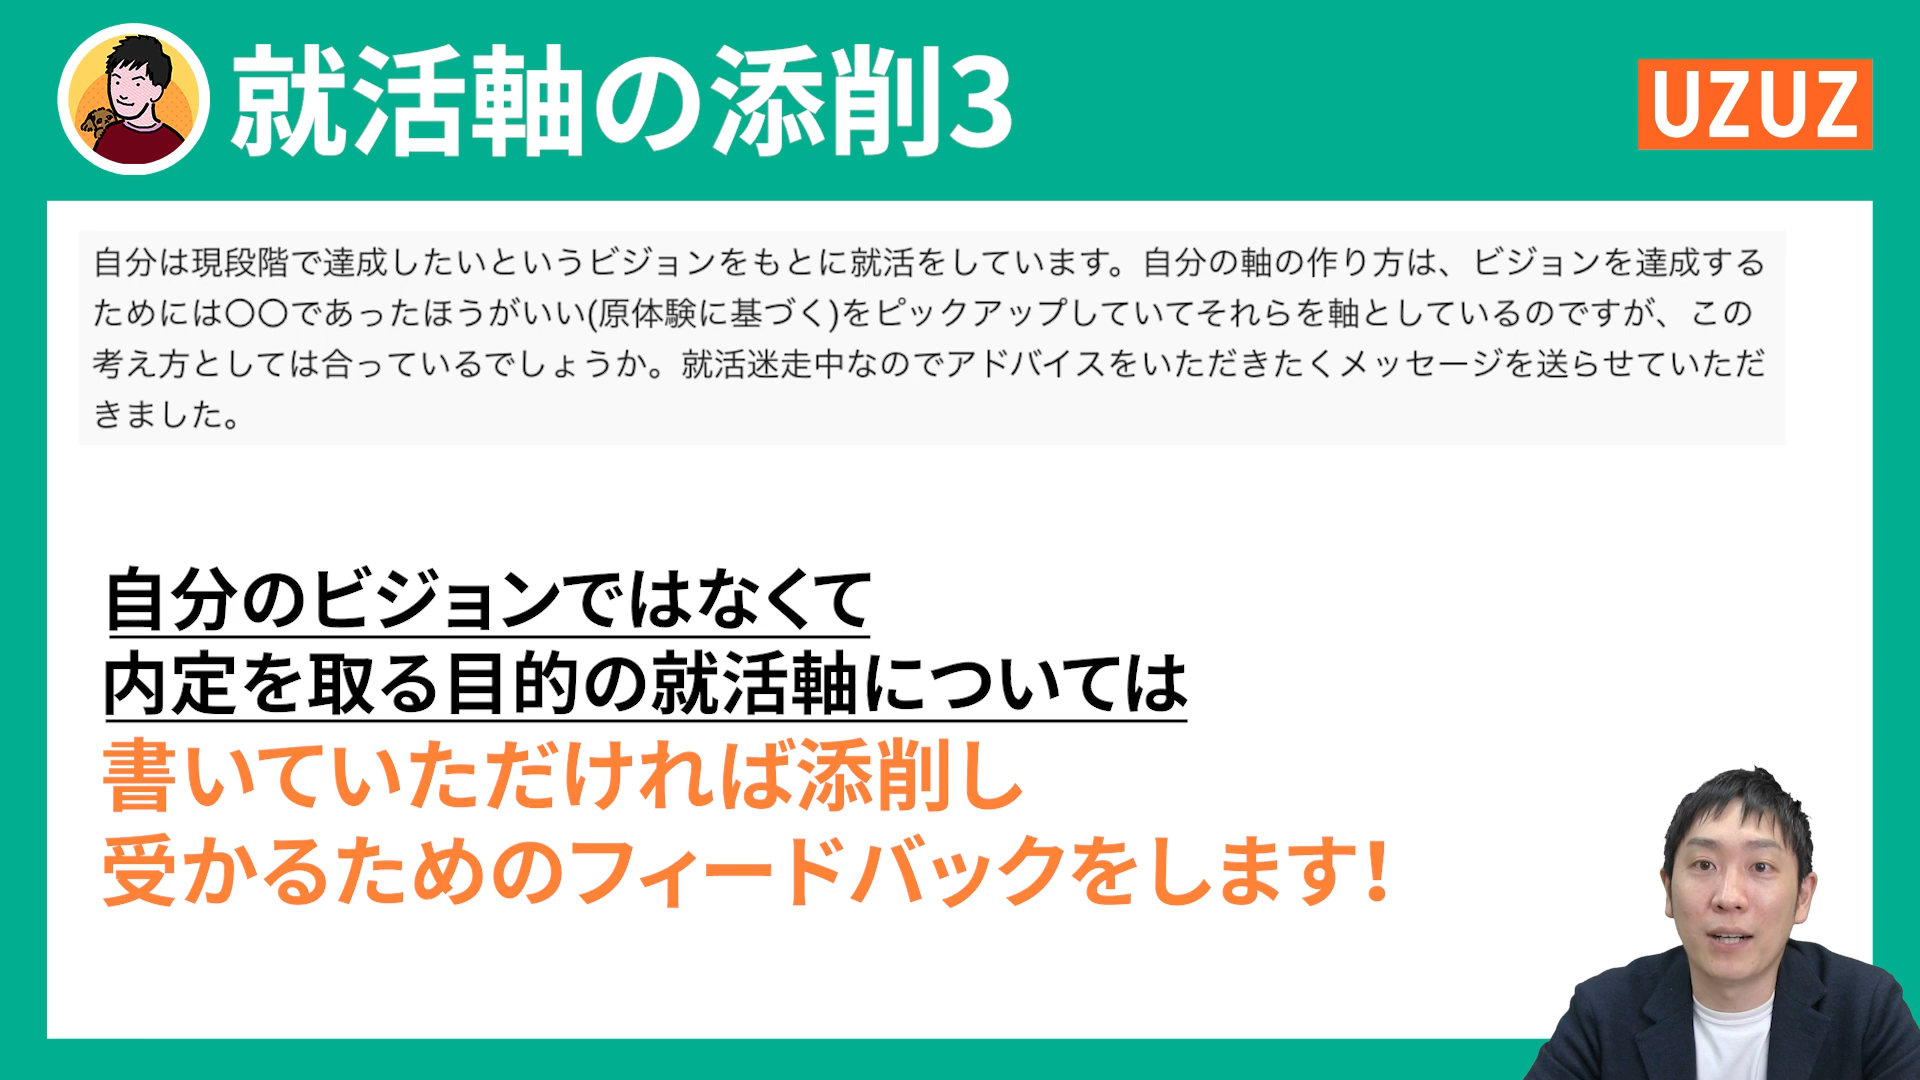 就活軸の添削3
UZUZ
自分は現段階で達成したいというビジョンをもとに就活をしています。自分の軸の作り方は、ビジョンを達成する
ためには〇〇であったほうがいい(原体験に基づく)をピックアップしていてそれらを軸としているのですが、この
考え方としては合っているでしょうか。就活迷走中なのでアドバイスをいただきたくメッセージを送らせていただ
きました。
自分のビジョンではなくて
内定を取る目的の就活軸については
書いていただければ添削し
受かるためのフィードバックをします!